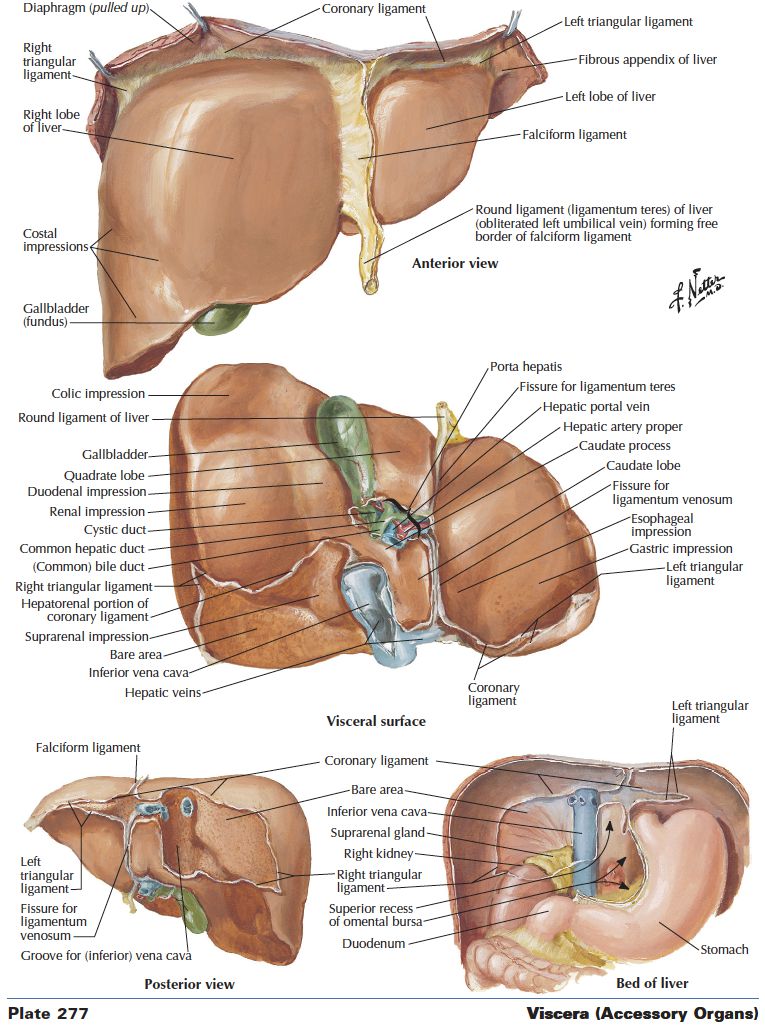 Diaphragm (pulled up)
Coronary ligament
Left triangular ligament
Right
triangular
ligament
Fibrous appendix of liver
Left lobe of liver
Right lobe
of liver
Falciform ligament
Round ligament (ligamentum teres) of liver
(obliterated left umbilical vein) forming free
border of falciform ligament
Costal
impressions
Anterior view
Gallbladder
(fundus)
F. Netter
M.D.
Porta hepatis
Fissure for ligamentum teres
Hepatic portal vein
Hepatic artery proper
Caudate process
Caudate lobe
Fissure for
ligamentum venosum
Esophageal
impression
Gastric impression
Left triangular
ligament
Colic impression
Round ligament of liver
Gallbladder
Quadrate lobe
Duodenal impression
Renal impression
Cystic duct
Common hepatic duct
(Common) bile duct
Right triangular ligament
Hepatorenal portion of
coronary ligament
Suprarenal impression
Bare area
Inferior vena cava
Hepatic veins
Coronary
ligament
Visceral surface
Falciform ligament
Coronary ligament
Left triangular
ligament
Bare area
Inferior vena cava
Suprarenal gland
Right kidney
Right triangular
ligament
Superior recess
of omental bursa
Duodenum
Left
triangular
ligament
Fissure for
ligamentum
venosum
Groove for (inferior) vena cava
Stomach
Posterior view
Bed of liver
Plate 277
Viscera (Accessory Organs)